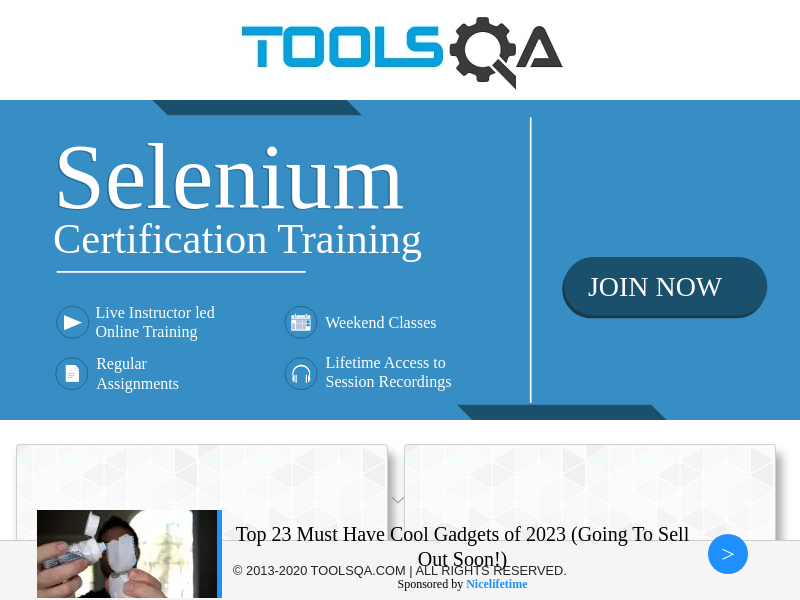 TOOLSQA
Selenium
Certification Training
Live Instructor led
Online Training
Weekend Classes
Regular
Assignments
Lifetime Access to
Session Recordings
JOIN NOW
Top 23 Must Have Cool Gadgets of 2023 (Going To Sell
Out Soon!)
© 2013-2020 TOOLSQA.COM | ALL RIGHTS RESERVED.
Sponsored by Nicelifetime
>